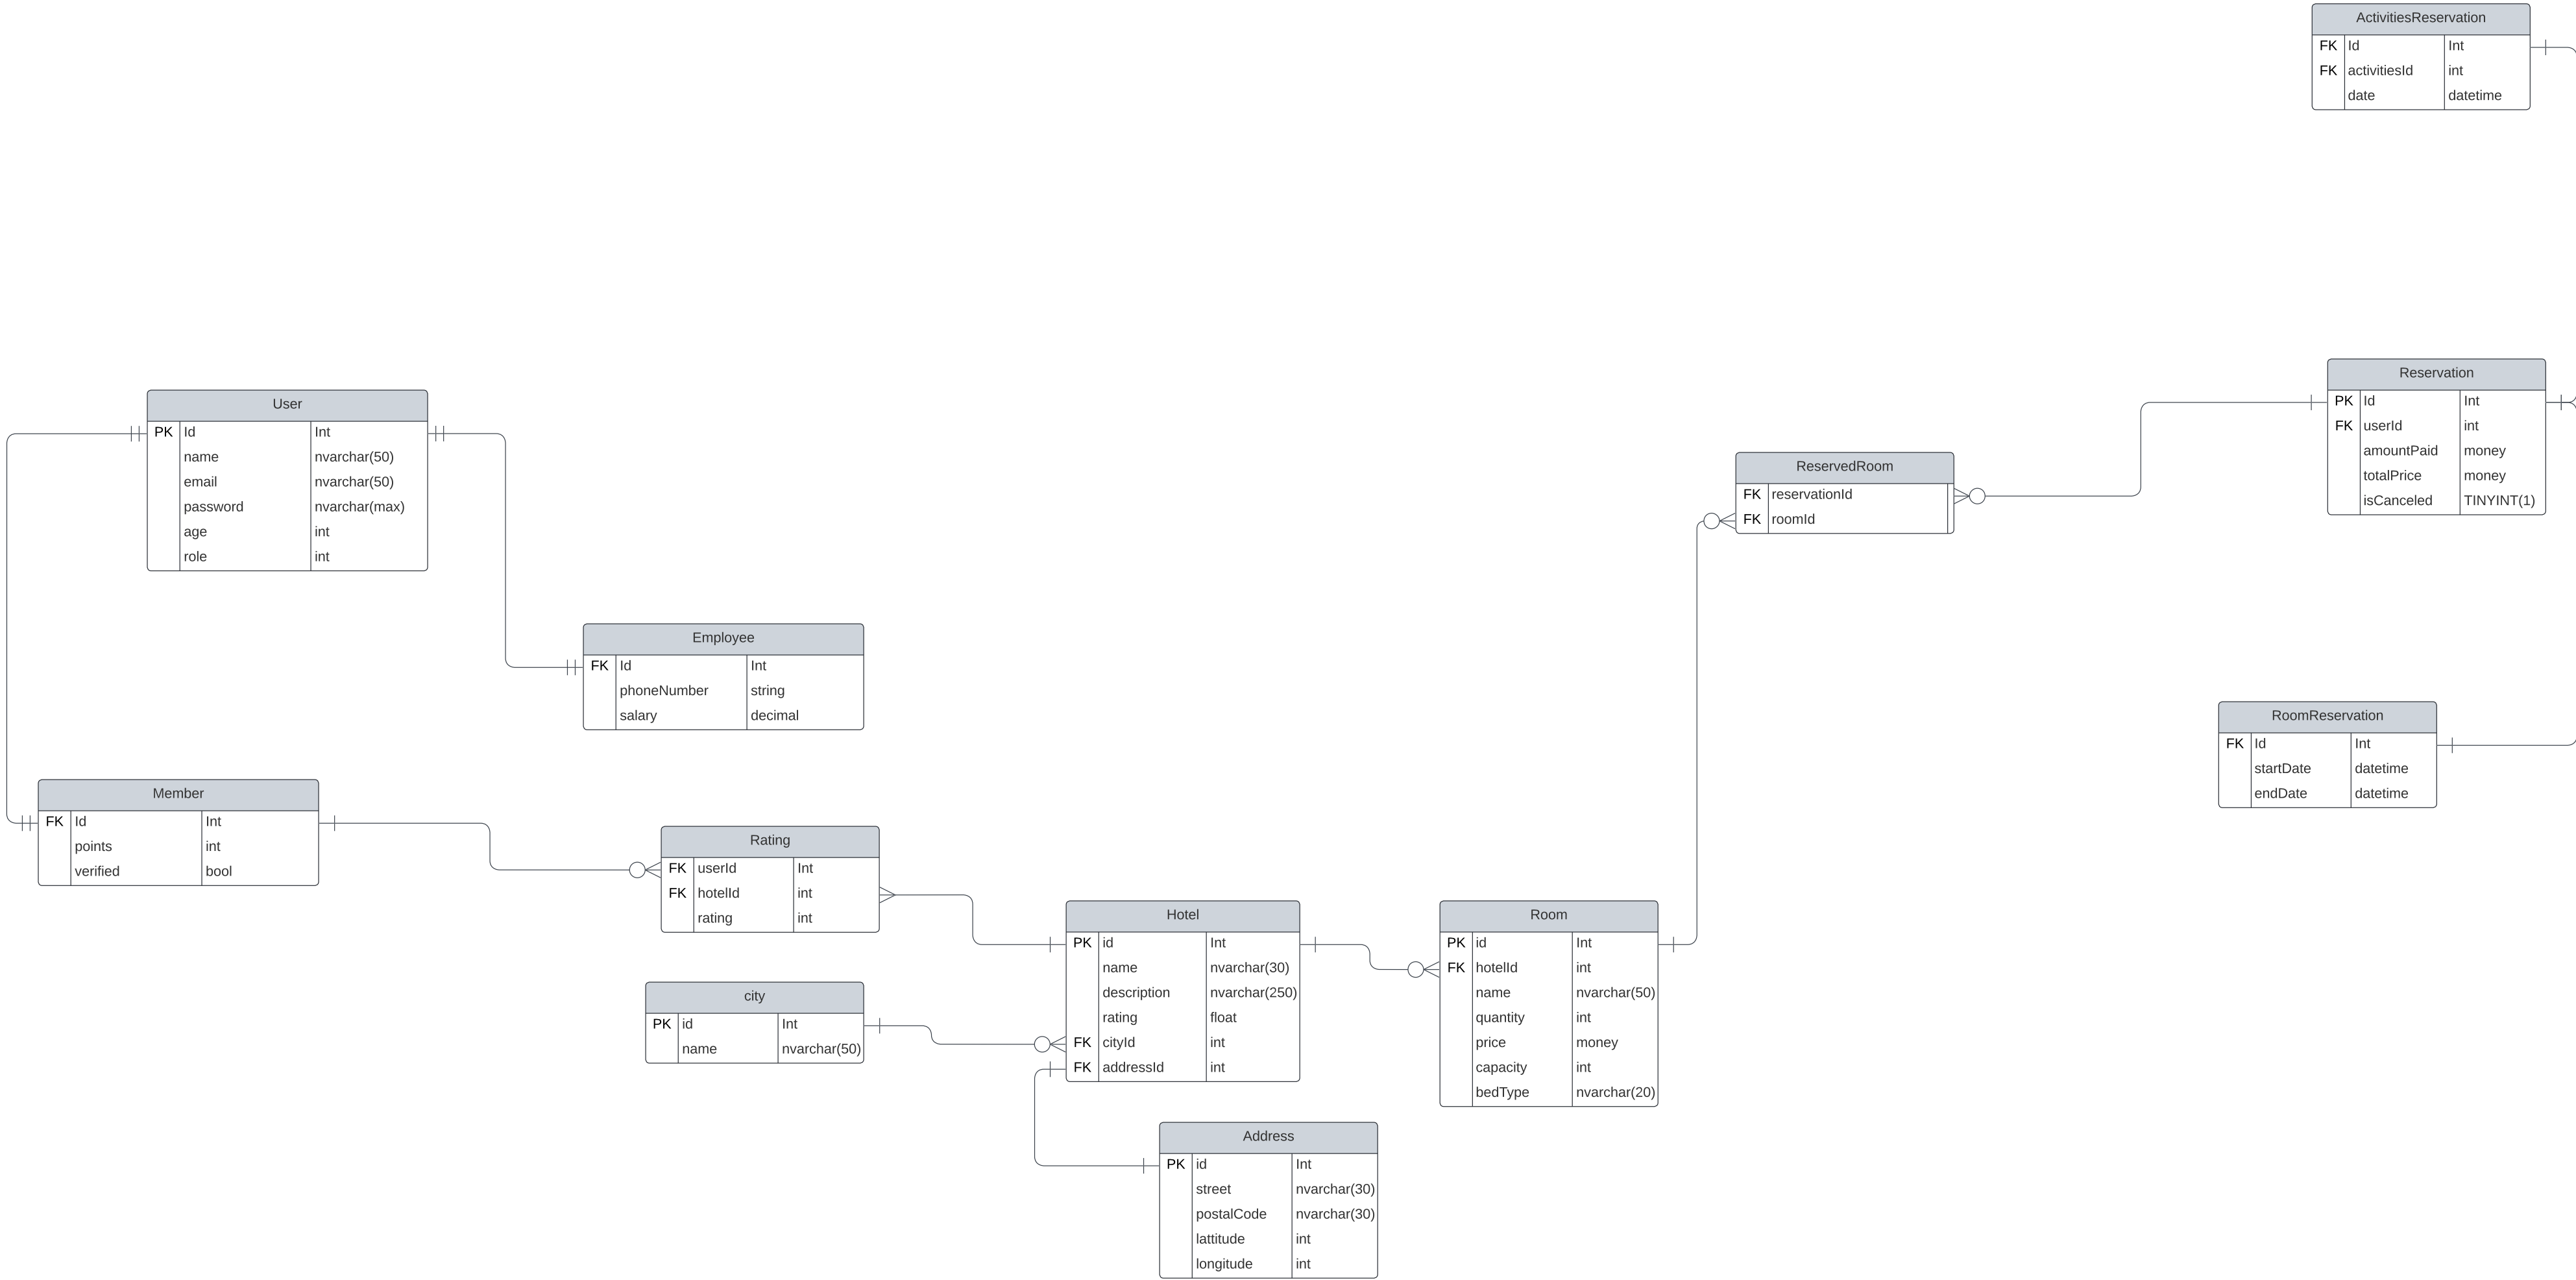 ActivitiesReservation
FK Id Int
FK activitiesId int
date datetime
User
PK Id Int
name nvarchar(50)
email nvarchar(50)
password nvarchar(max)
age int
role int
Reservation
PK Id Int
FK userId int
amountPaid money
totalPrice money
isCanceled TINYINT(1)
ReservedRoom
FK reservationId
FK roomId
Employee
FK Id Int
phoneNumber string
salary decimal
RoomReservation
FK Id Int
startDate datetime
endDate datetime
Member
FK Id Int
points int
verified bool
Rating
FK userId Int
FK hotelId int
rating int
Hotel
PK id Int
name nvarchar(30)
description nvarchar(250)
rating float
FK cityId int
FK addressId int
Room
PK id Int
FK hotelId int
name nvarchar(50)
quantity int
price money
capacity int
bedType nvarchar(20)
city
PK id Int
name nvarchar(50)
Address
PK id Int
street nvarchar(30)
postalCode nvarchar(30)
lattitude int
longitude int